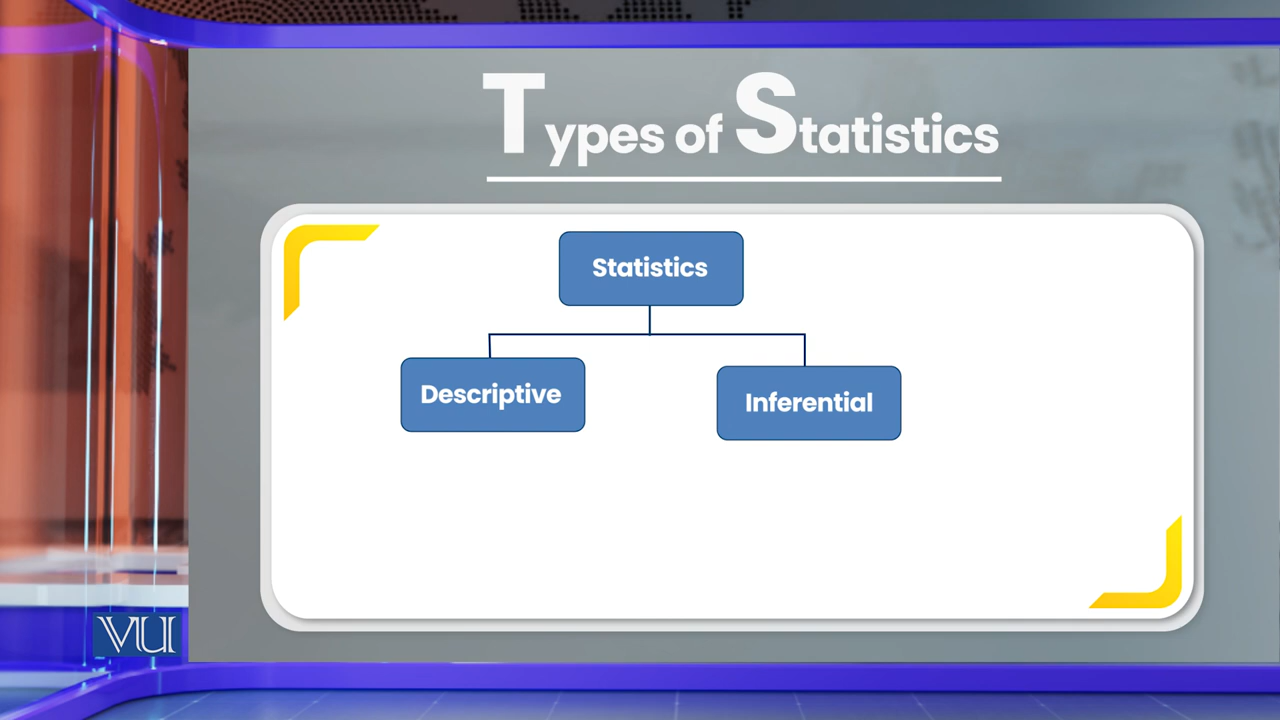 Types of Statistics
Statistics
Descriptive
Inferential
VU